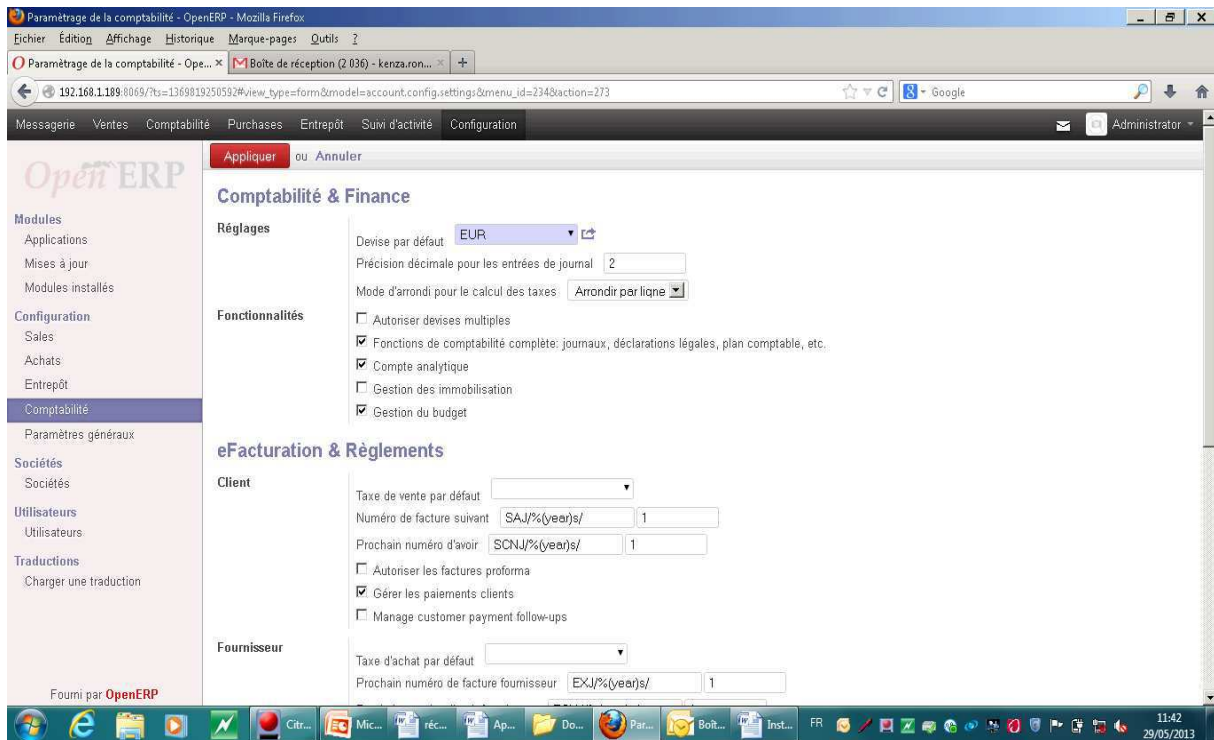 Paramètrage de la comptabilité - OpenERP - Mozilla Firefox
Fichier Édition Affichage Historique Marque-pages Outils ?
Paramètrage de la comptabilité - Ope... × Boîte de réception (2 036) - kenza.ron... × +
192.168.1.189:8069/?ts=1369819250592#view_type=form&model=account.config.settings&menu_id=234&action=273 Google
Messagerie Ventes Comptabilité Purchases Entrepôt Suivi d'activité Configuration Administrator
Open ERP
Appliquer ou Annuler
Modules
Applications
Mises à jour
Modules installés
Configuration
Sales
Achats
Entrepôt
Comptabilité
Paramètres généraux
Sociétés
Sociétés
Utilisateurs
Utilisateurs
Traductions
Charger une traduction
Fourni par OpenERP
Comptabilité & Finance
Réglages
Devise par défaut EUR
Précision décimale pour les entrées de journal 2
Mode d'arrondi pour le calcul des taxes Arrondir par ligne
Fonctionnalités
Autoriser devises multiples
Fonctions de comptabilité complète: journaux, déclarations légales, plan comptable, etc.
Compte analytique
Gestion des immobilisation
Gestion du budget
eFacturation & Règlements
Client
Taxe de vente par défaut
Numéro de facture suivant SAJ/%(year)s/ 1
Prochain numéro d'avoir SCNJ/%(year)s/ 1
Autoriser les factures proforma
Gérer les paiements clients
Manage customer payment follow-ups
Fournisseur
Taxe d'achat par défaut
Prochain numéro de facture fournisseur EXJ/%(year)s/ 1
Citr... Mic... réc... Ap... Do... Par... Boît... Inst... FR 11:42
29/05/2013